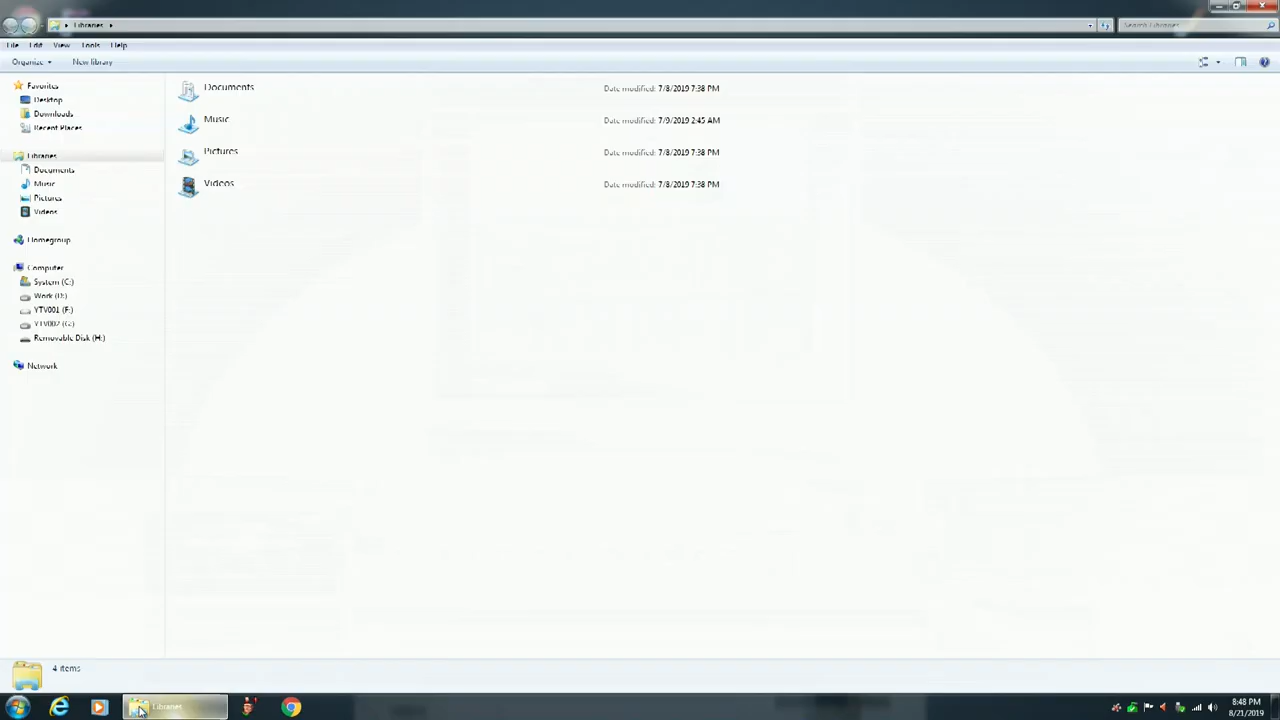 Libraries
Search Libraries
File Edit View Tools Help
Organize New library
Favorites
Desktop
Downloads
Recent Places
Libraries
Documents
Music
Pictures
Videos
Homegroup
Computer
System (C:)
Work (D:)
YTV001 (F:)
YTV002 (G:)
Removable Disk (H:)
Network
Documents Date modified: 7/8/2019 7:38 PM
Music Date modified: 7/9/2019 2:45 AM
Pictures Date modified: 7/8/2019 7:38 PM
Videos Date modified: 7/8/2019 7:38 PM
4 items
Libraries
8:48 PM
8/21/2019